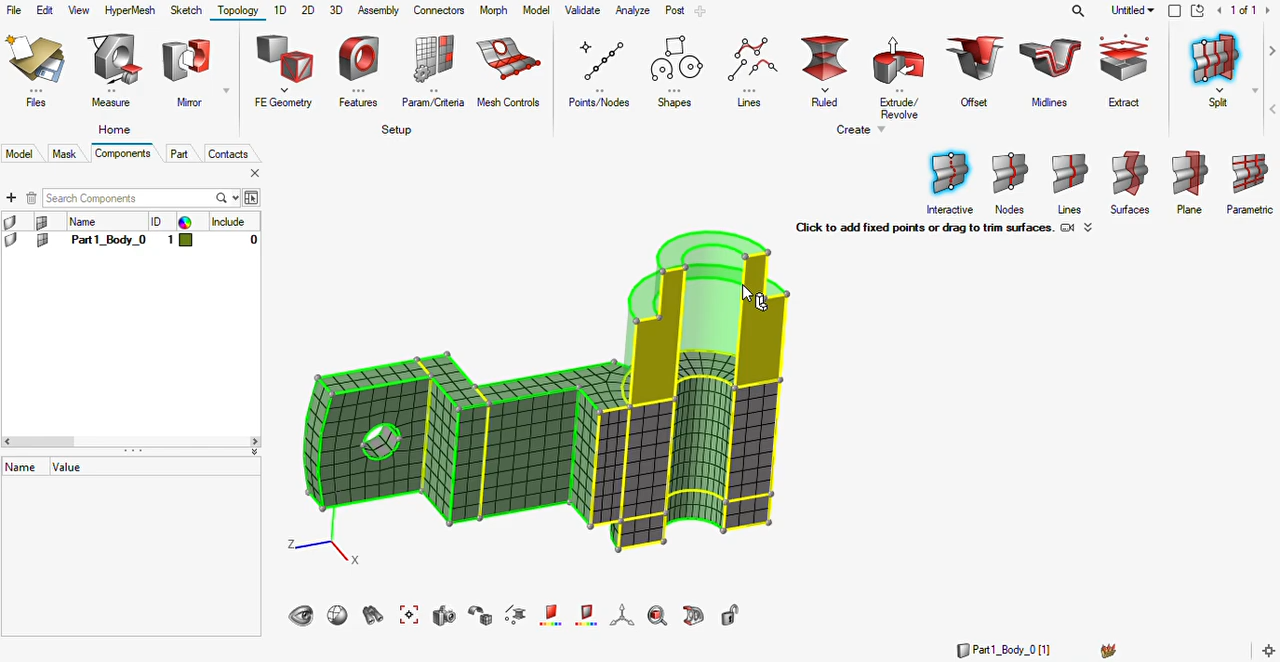 File Edit View HyperMesh Sketch Topology 1D 2D 3D Assembly Connectors Morph Model Validate Analyze Post Untitled 1 of 1
Files Measure Mirror FE Geometry Features Param/Criteria Mesh Controls Points/Nodes Shapes Lines Ruled Extrude/ Offset Midlines Extract Split
Revolve
Home Setup Create
Model Mask Components Part Contacts
Search Components
Name ID Include
Part1_Body_0 1 0
Name Value
Interactive Nodes Lines Surfaces Plane Parametric
Click to add fixed points or drag to trim surfaces.
Z
X
Part1_Body_0 [1]